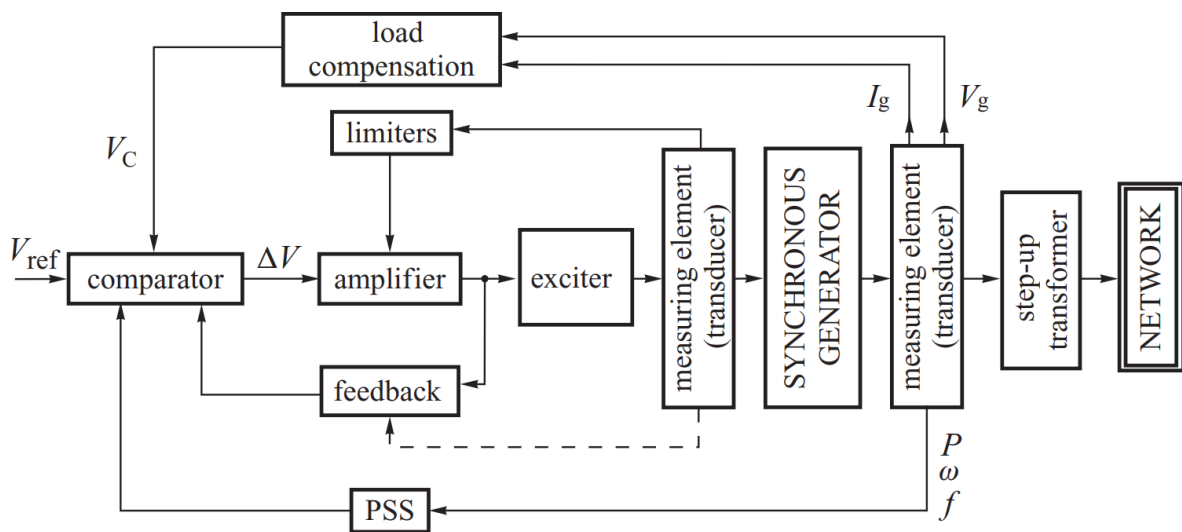 load
compensation
I_g
V_g
limiters
V_C
measuring element
(transducer)
SYNCHRONOUS
GENERATOR
measuring element
(transducer)
step-up
transformer
NETWORK
V_ref
comparator
ΔV
amplifier
exciter
feedback
P
ω
f
PSS